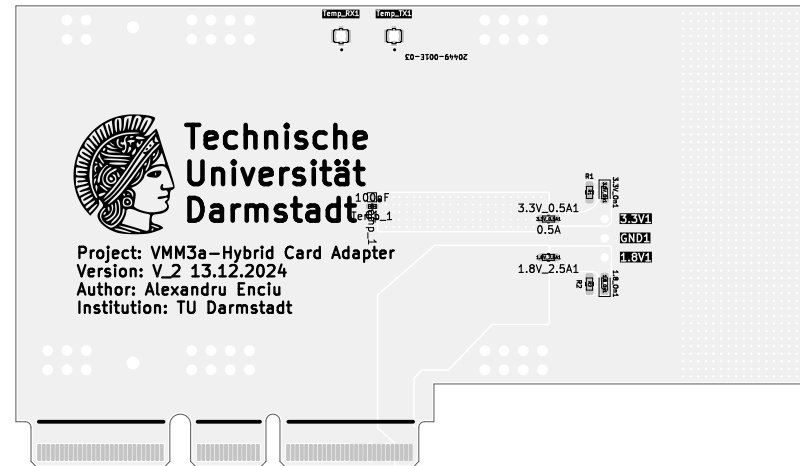 Temp_RX1 Temp_TX1
20449-001E-03
Technische
Universität
Darmstadt
100nF
Project: VMM3a-Hybrid Card Adapter
Version: V_2 13.12.2024
Author: Alexandru Enciu
Institution: TU Darmstadt
R1
3.3V_0.5A1
0.5A
3.3V1
GND1
1.8V1
1.8V_2.5A1
R2